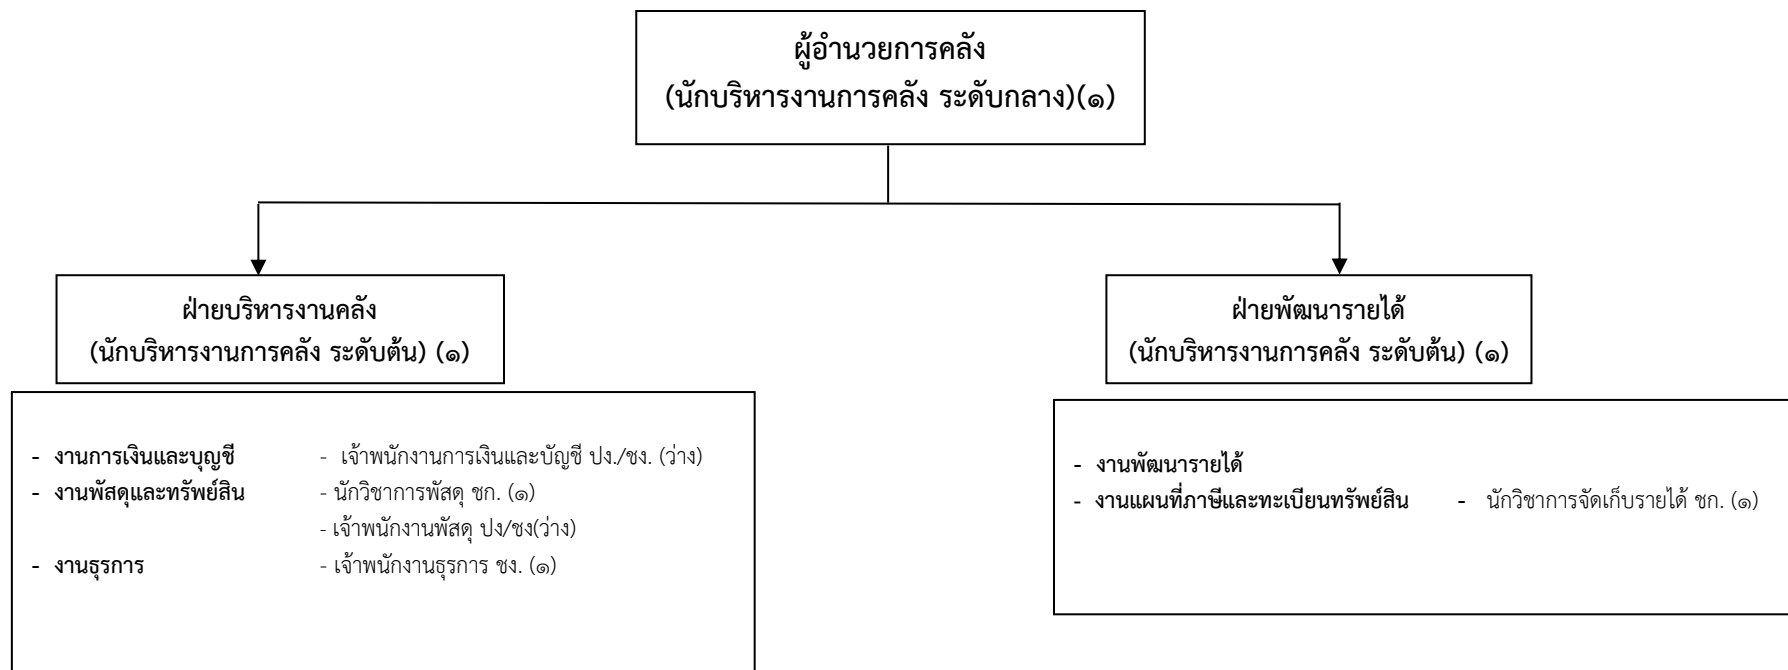 ผู้อำนวยการคลัง
(นักบริหารงานการคลัง ระดับกลาง)(๑)
ฝ่ายบริหารงานคลัง
(นักบริหารงานการคลัง ระดับต้น) (๑)
- งานการเงินและบุญชี - เจ้าพนักงานการเงินและบัญชี ปง./ชง. (ว่าง)
- งานพัสดุและทรัพย์สิน - นักวิชาการพัสดุ ชก. (๑)
- เจ้าพนักงานพัสดุ ปง/ชง(ว่าง)
- งานธุรการ - เจ้าพนักงานธุรการ ชง. (๑)
ฝ่ายพัฒนารายได้
(นักบริหารงานการคลัง ระดับต้น) (๑)
- งานพัฒนารายได้
- งานแผนที่ภาษีและทะเบียนทรัพย์สิน - นักวิชาการจัดเก็บรายได้ ชก. (๑)